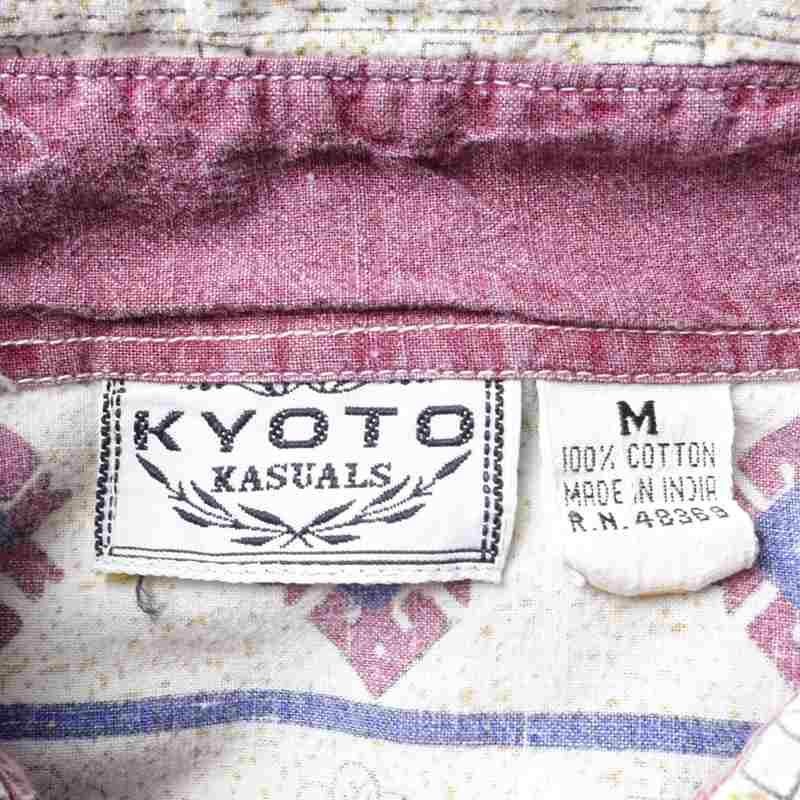 KYOTO
KASUALS
M
100% COTTON
MADE IN INDIA
R.N. 48369